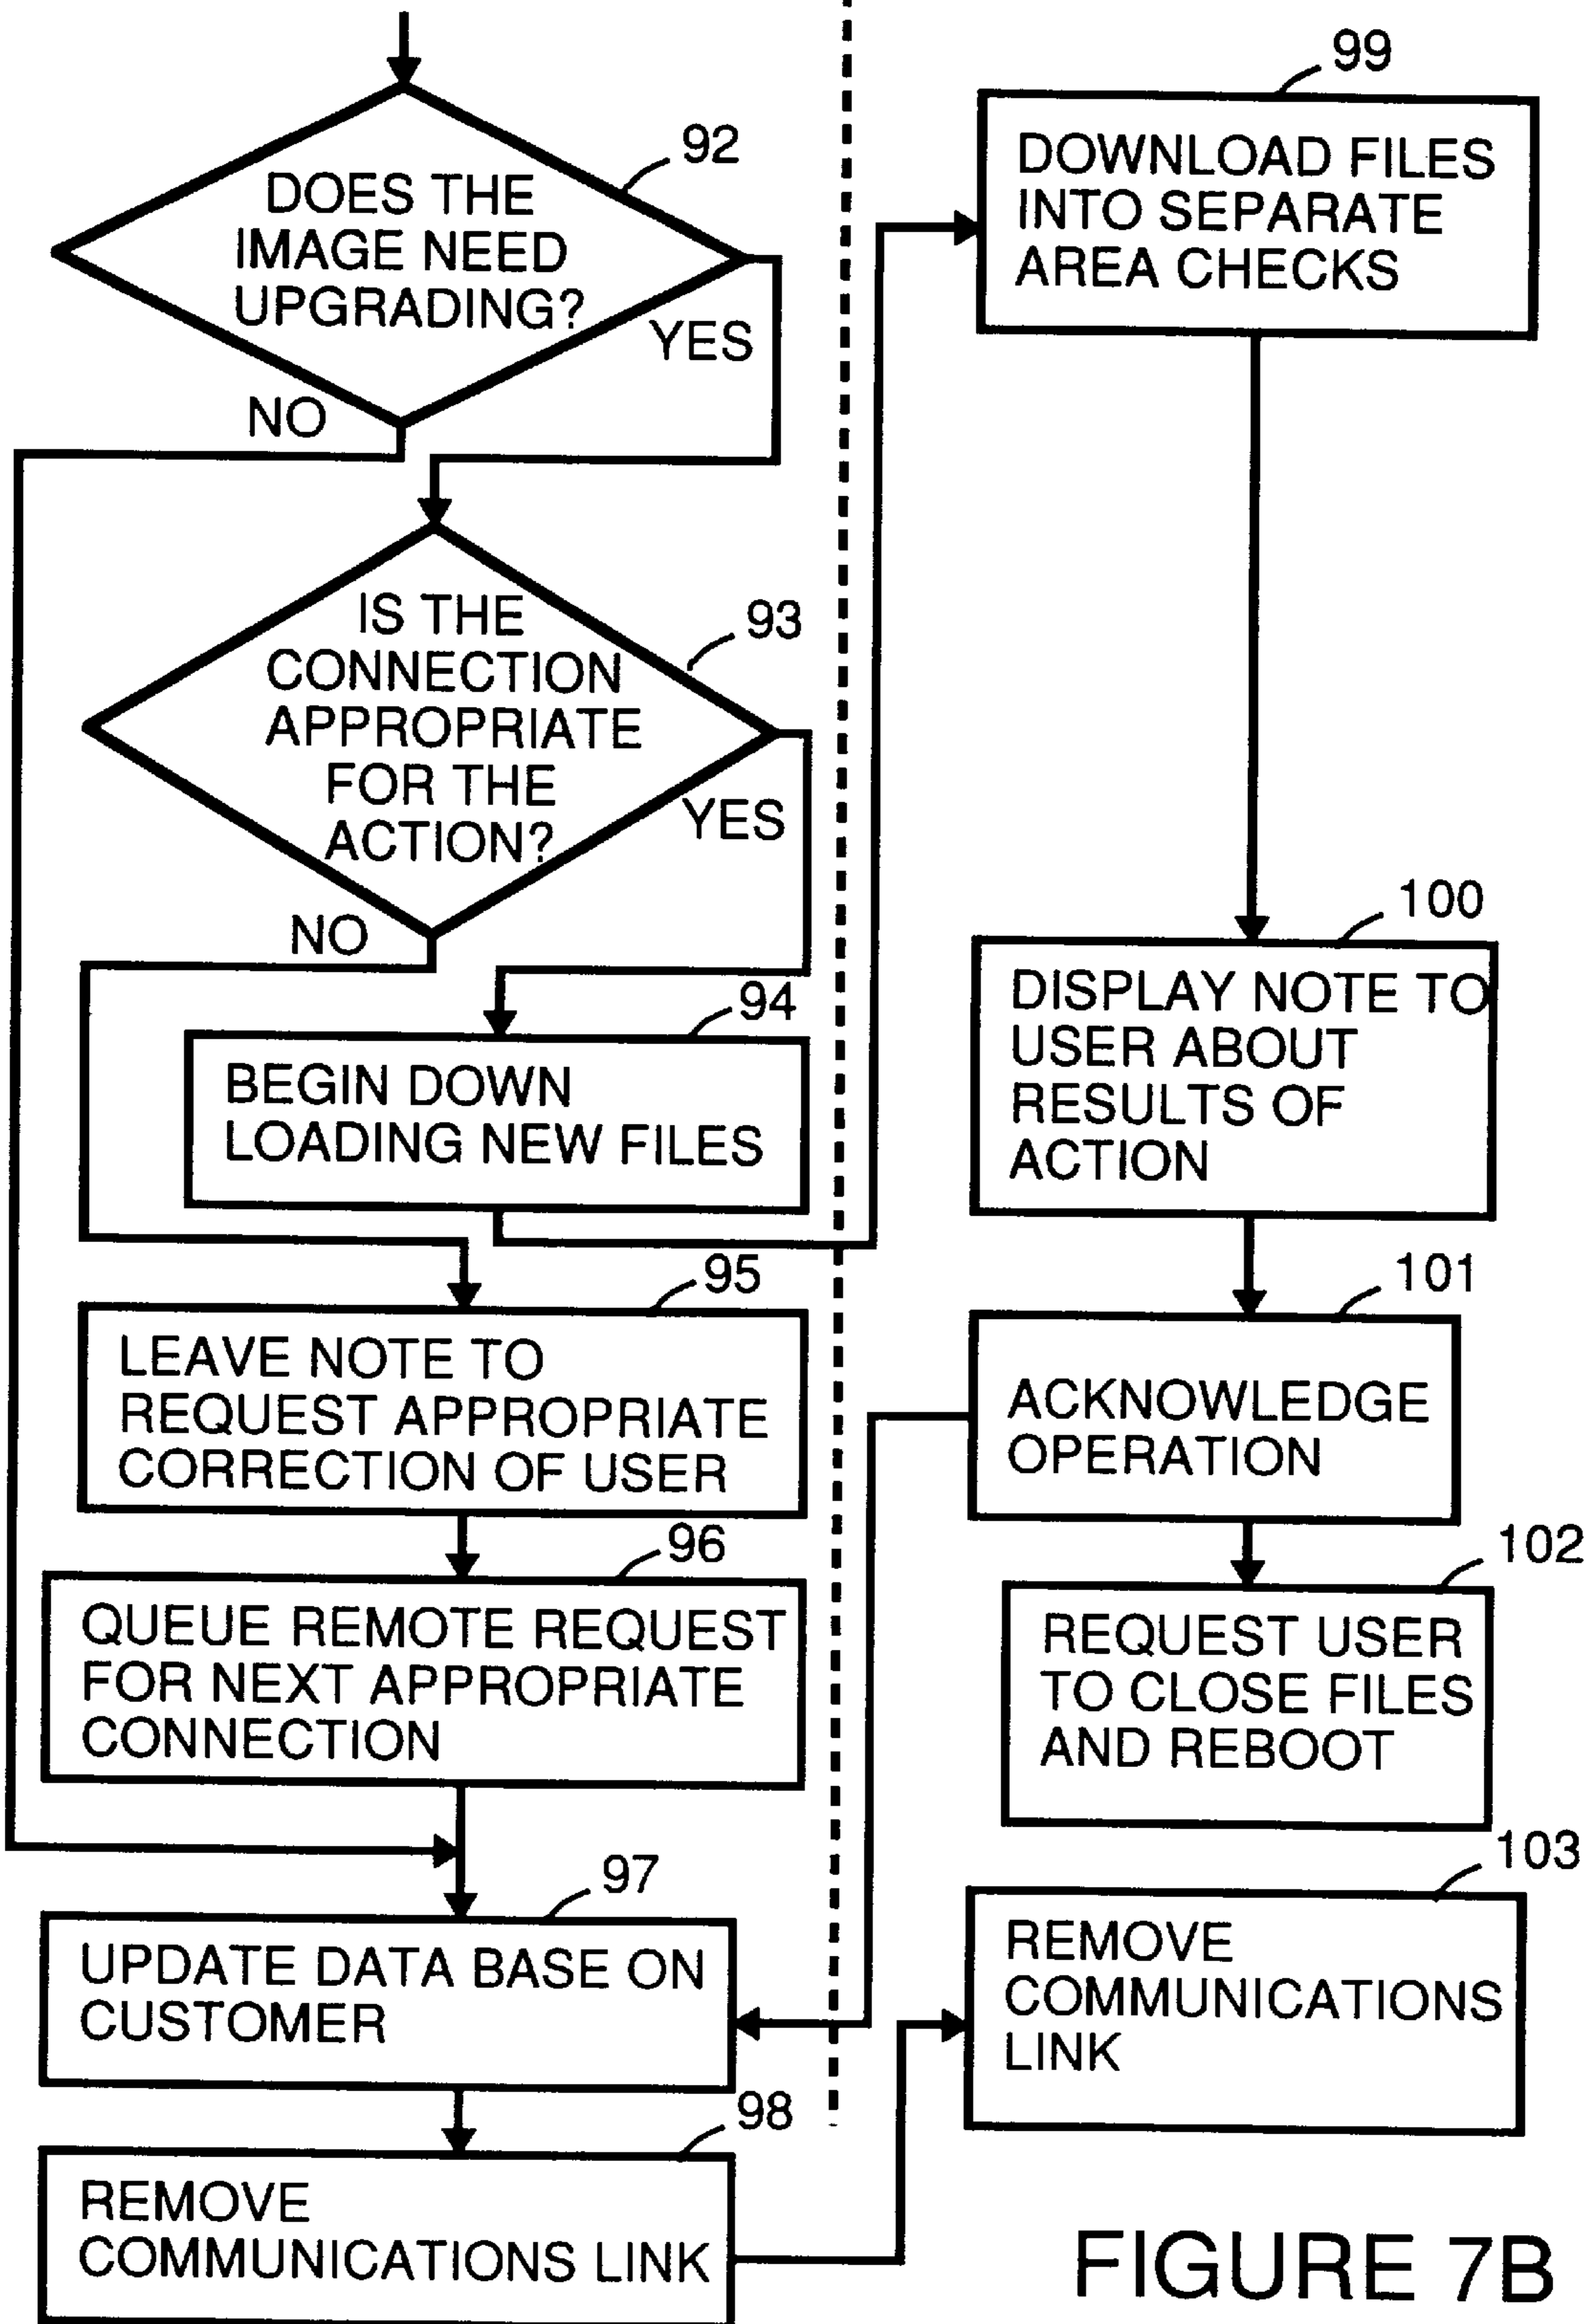 92
DOES THE
IMAGE NEED
UPGRADING?
YES
NO
IS THE
CONNECTION
APPROPRIATE
FOR THE
ACTION?
93
YES
NO
94
BEGIN DOWN
LOADING NEW FILES
95
LEAVE NOTE TO
REQUEST APPROPRIATE
CORRECTION OF USER
96
QUEUE REMOTE REQUEST
FOR NEXT APPROPRIATE
CONNECTION
97
UPDATE DATA BASE ON
CUSTOMER
98
REMOVE
COMMUNICATIONS LINK
99
DOWNLOAD FILES
INTO SEPARATE
AREA CHECKS
100
DISPLAY NOTE TO
USER ABOUT
RESULTS OF
ACTION
101
ACKNOWLEDGE
OPERATION
102
REQUEST USER
TO CLOSE FILES
AND REBOOT
103
REMOVE
COMMUNICATIONS
LINK
FIGURE 7B